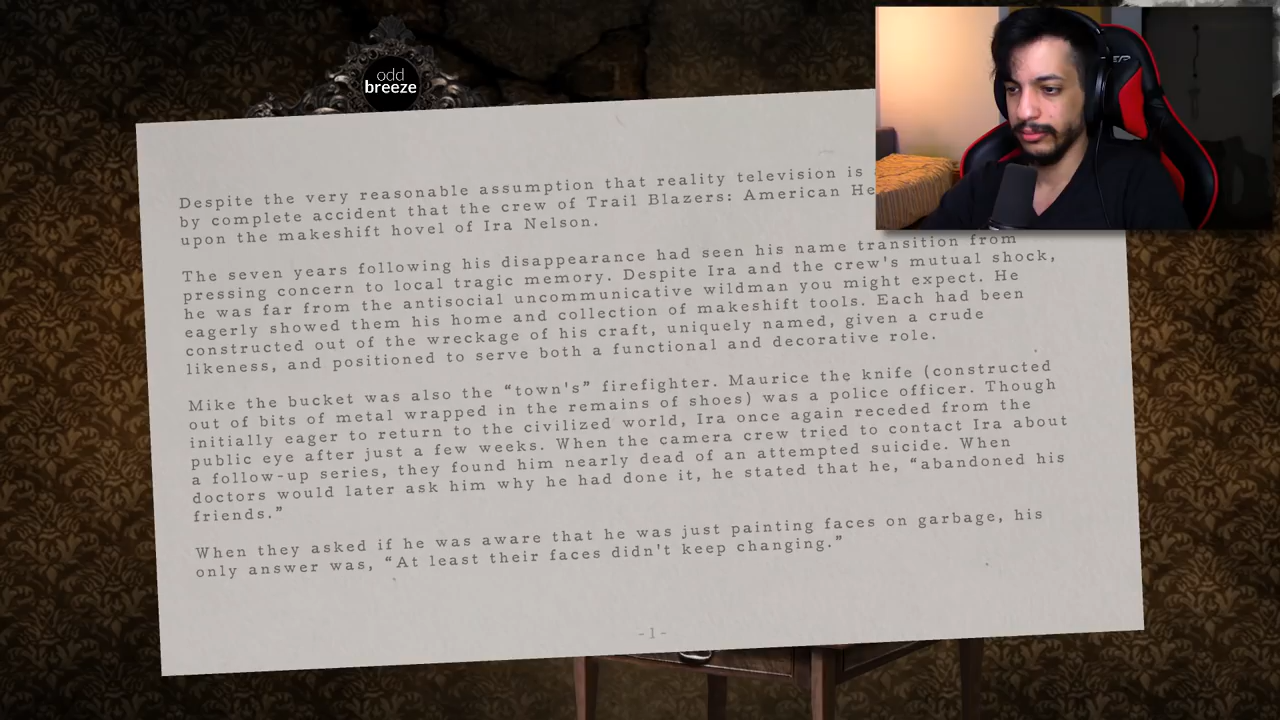 odd
breeze
Despite the very reasonable assumption that reality television is
by complete accident that the crew of Trail Blazers: American He
upon the makeshift hovel of Ira Nelson.
The seven years following his disappearance had seen his name transition from
pressing concern to local tragic memory. Despite Ira and the crew's mutual shock,
he was far from the antisocial uncommunicative wildman you might expect. He
eagerly showed them his home and collection of makeshift tools. Each had been
constructed out of the wreckage of his craft, uniquely named, given a crude
likeness, and positioned to serve both a functional and decorative role.
Mike the bucket was also the “town's” firefighter. Maurice the knife (constructed
out of bits of metal wrapped in the remains of shoes) was a police officer. Though
initially eager to return to the civilized world, Ira once again receded from the
public eye after just a few weeks. When the camera crew tried to contact Ira about
a follow-up series, they found him nearly dead of an attempted suicide. When
doctors would later ask him why he had done it, he stated that he, “abandoned his
friends.”
When they asked if he was aware that he was just painting faces on garbage, his
only answer was, “At least their faces didn't keep changing.”
-1-